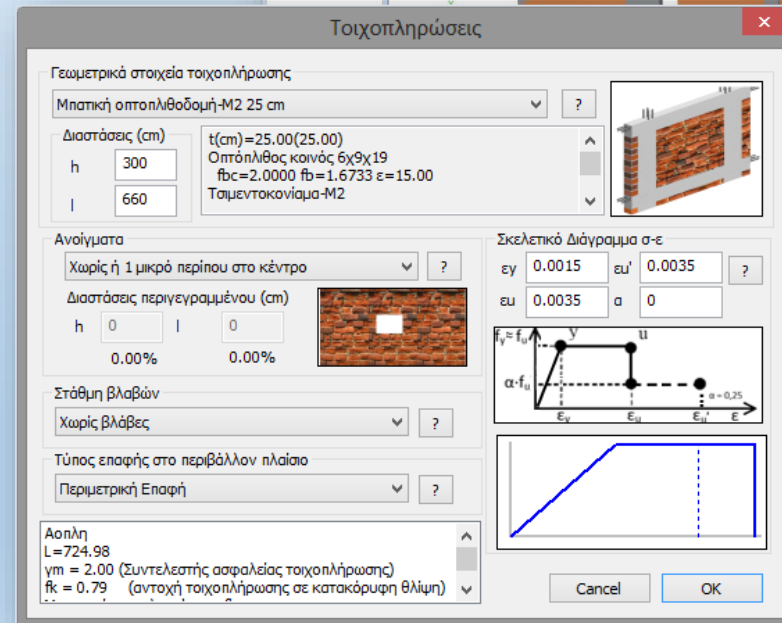 Τοιχοπληρώσεις
Γεωμετρικά στοιχεία τοιχοπλήρωσης
Μπατική οπτοπλιθοδομή-M2 25 cm
?
Διαστάσεις (cm)
h 300
l 660
t(cm)=25.00(25.00)
Οπτόπλιθος κοινός 6χ9χ19
fbc=2.0000 fb=1.6733 ε=15.00
Τσιμεντοκονίαμα-M2
Ανοίγματα
Χωρίς ή 1 μικρό περίπου στο κέντρο
?
Διαστάσεις περιγεγραμμένου (cm)
h 0 l 0
0.00% 0.00%
Σκελετικό Διάγραμμα σ-ε
εy 0.0015 εu' 0.0035 ?
εu 0.0035 α 0
fy≈fu y u
α·fu
α=0,25
εy εu εu' ε
Στάθμη βλαβών
Χωρίς βλάβες
?
Τύπος επαφής στο περιβάλλον πλαίσιο
Περιμετρική Επαφή
?
Αοπλη
L=724.98
γm = 2.00 (Συντελεστής ασφαλείας τοιχοπλήρωσης)
fk = 0.79 (αντοχή τοιχοπλήρωσης σε κατακόρυφη θλίψη)
Cancel OK